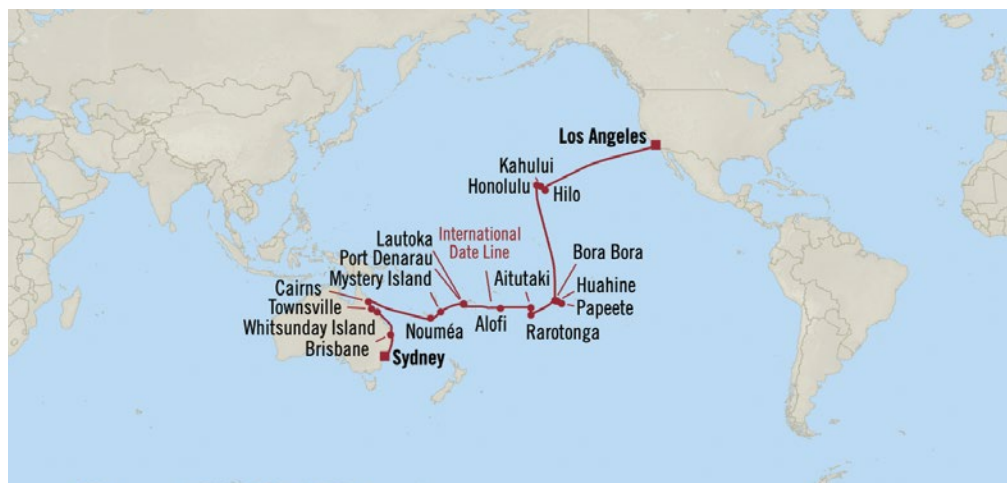 Los Angeles
Kahului
Honolulu
Hilo
Lautoka
International
Date Line
Port Denarau
Mystery Island
Aitutaki
Bora Bora
Huahine
Papeete
Cairns
Townsville
Whitsunday Island
Brisbane
Nouméa
Alofi
Rarotonga
Sydney